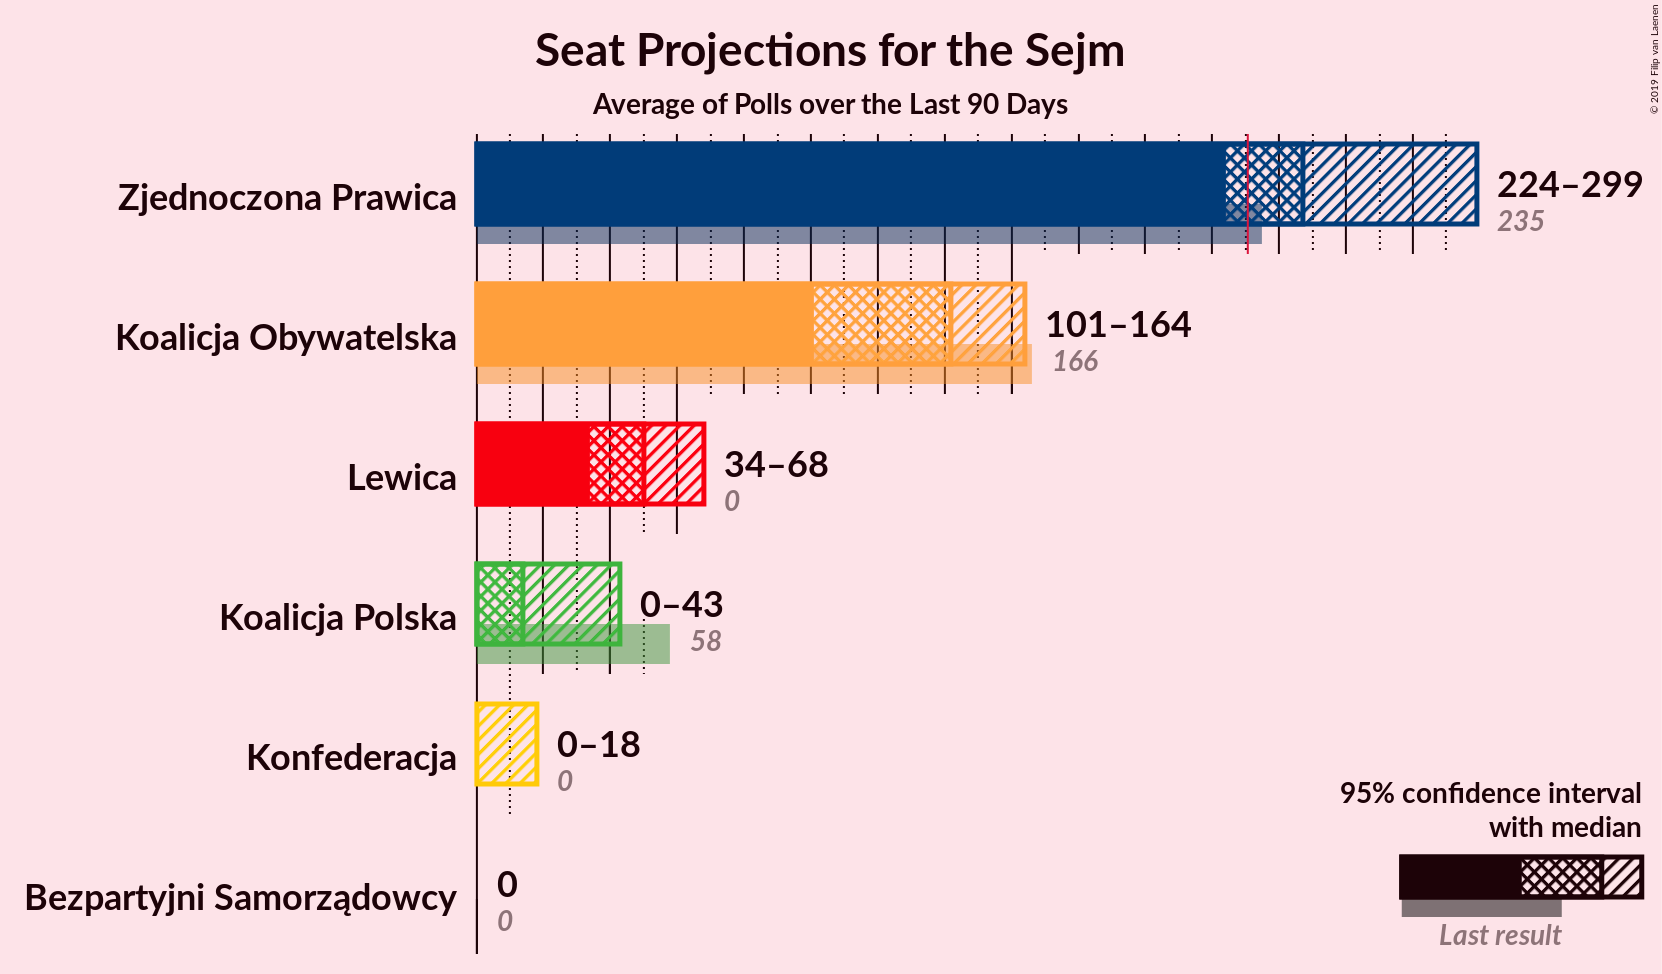 Seat Projections for the Sejm
Average of Polls over the Last 90 Days
© 2019 Filip van Laenen
Zjednoczona Prawica
224–299
235
Koalicja Obywatelska
101–164
166
Lewica
34–68
0
Koalicja Polska
0–43
58
Konfederacja
0–18
0
Bezpartyjni Samorządowcy
0
0
95% confidence interval
with median
Last result